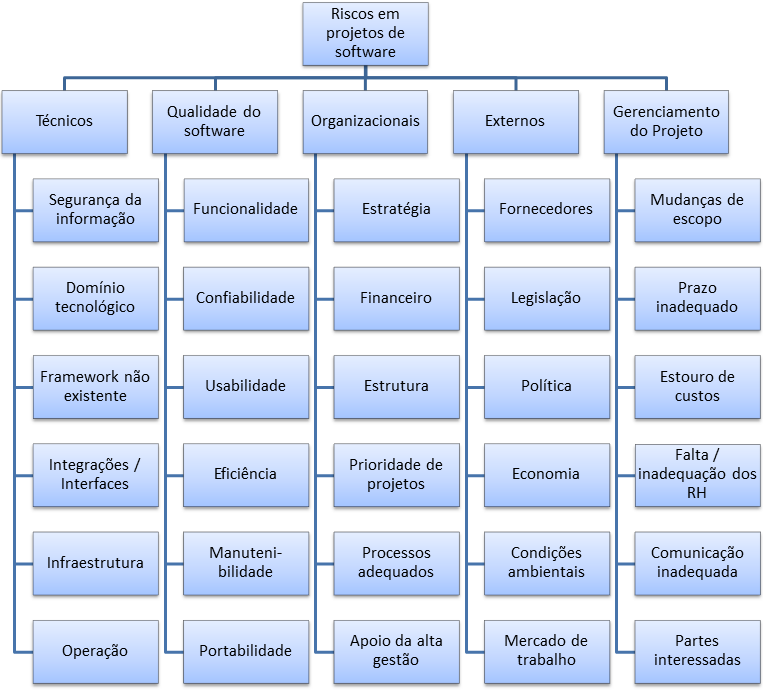 Riscos em
projetos de
software
Técnicos
Qualidade do
software
Organizacionais
Externos
Gerenciamento
do Projeto
Segurança da
informação
Domínio
tecnológico
Framework não
existente
Integrações /
Interfaces
Infraestrutura
Operação
Funcionalidade
Confiabilidade
Usabilidade
Eficiência
Manuteni-
bilidade
Portabilidade
Estratégia
Financeiro
Estrutura
Prioridade de
projetos
Processos
adequados
Apoio da alta
gestão
Fornecedores
Legislação
Política
Economia
Condições
ambientais
Mercado de
trabalho
Mudanças de
escopo
Prazo
inadequado
Estouro de
custos
Falta /
inadequação dos
RH
Comunicação
inadequada
Partes
interessadas